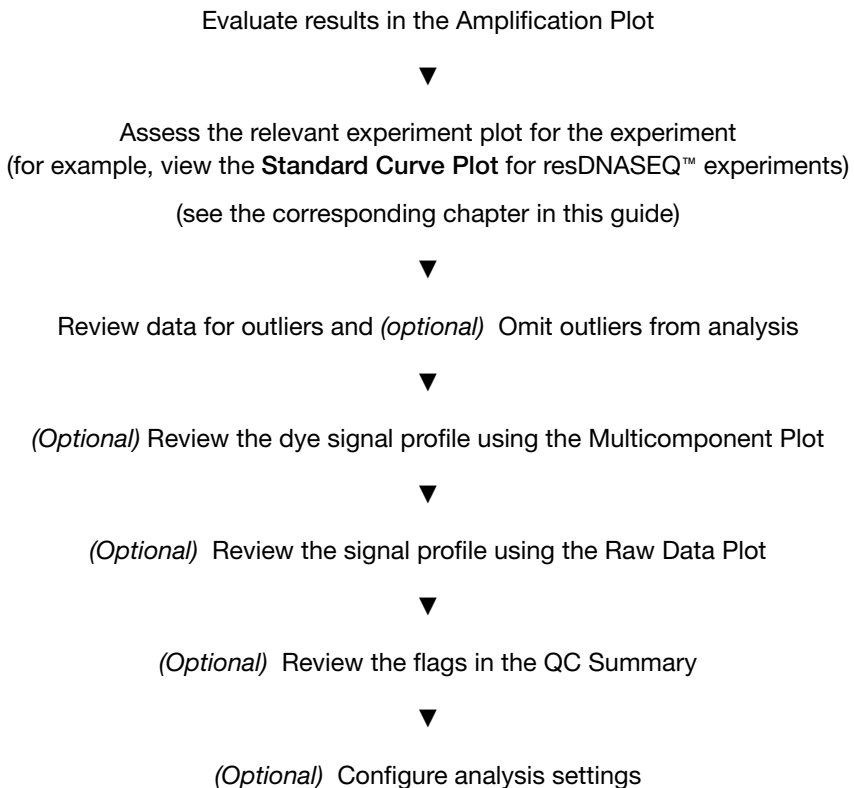 Evaluate results in the Amplification Plot
▼
Assess the relevant experiment plot for the experiment
(for example, view the Standard Curve Plot for resDNASEQ™ experiments)
(see the corresponding chapter in this guide)
▼
Review data for outliers and (optional) Omit outliers from analysis
▼
(Optional) Review the dye signal profile using the Multicomponent Plot
▼
(Optional) Review the signal profile using the Raw Data Plot
▼
(Optional) Review the flags in the QC Summary
▼
(Optional) Configure analysis settings